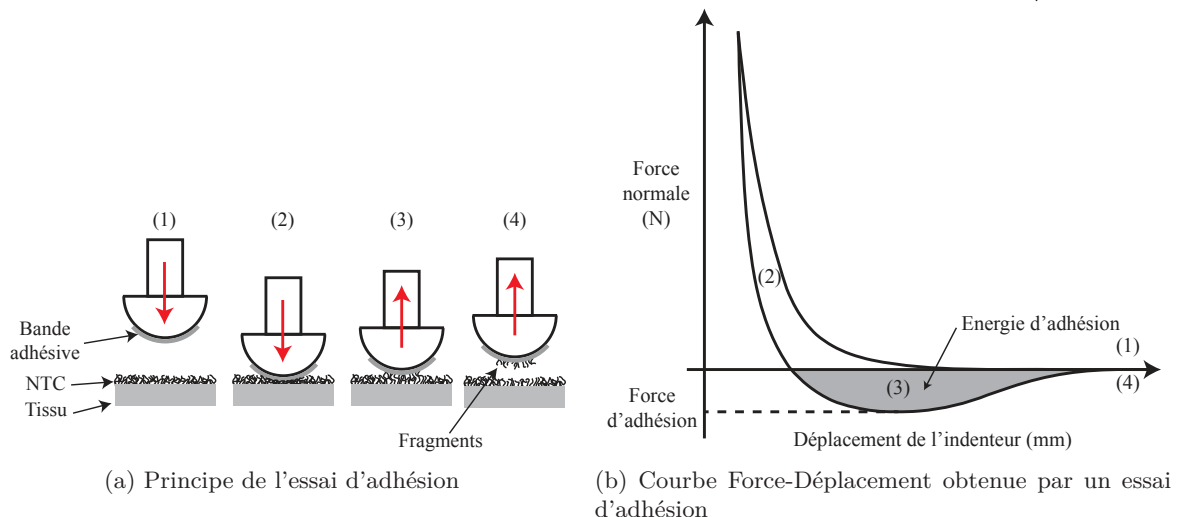 (1)
(2)
(3)
(4)
Bande
adhésive
NTC
Tissu
Fragments
(a) Principe de l'essai d'adhésion
Force
normale
(N)
(2)
Energie d'adhésion
(1)
(3)
(4)
Force
d'adhésion
Déplacement de l'indenteur (mm)
(b) Courbe Force-Déplacement obtenue par un essai
d'adhésion